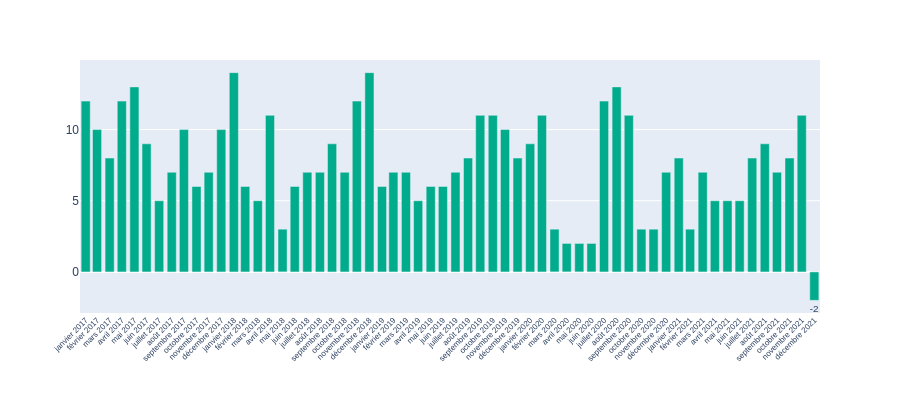 10
5
0
-2
janvier 2017
février 2017
mars 2017
avril 2017
mai 2017
juin 2017
juillet 2017
août 2017
septembre 2017
octobre 2017
novembre 2017
décembre 2017
janvier 2018
février 2018
mars 2018
avril 2018
mai 2018
juin 2018
juillet 2018
août 2018
septembre 2018
octobre 2018
novembre 2018
décembre 2018
janvier 2019
février 2019
mars 2019
avril 2019
mai 2019
juin 2019
juillet 2019
août 2019
septembre 2019
octobre 2019
novembre 2019
décembre 2019
janvier 2020
février 2020
mars 2020
avril 2020
mai 2020
juin 2020
juillet 2020
août 2020
septembre 2020
octobre 2020
novembre 2020
décembre 2020
janvier 2021
février 2021
mars 2021
avril 2021
mai 2021
juin 2021
juillet 2021
août 2021
septembre 2021
octobre 2021
novembre 2021
décembre 2021